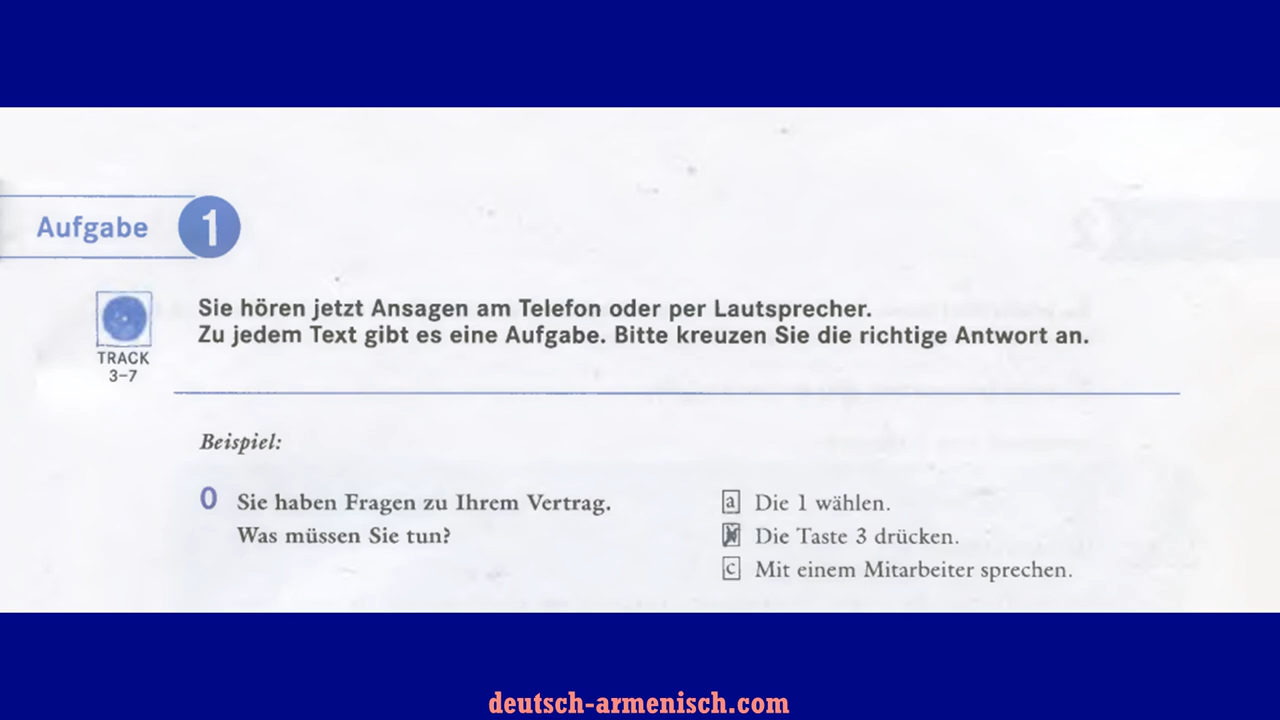 Aufgabe 1
Sie hören jetzt Ansagen am Telefon oder per Lautsprecher.
Zu jedem Text gibt es eine Aufgabe. Bitte kreuzen Sie die richtige Antwort an.
TRACK
3–7
Beispiel:
0 Sie haben Fragen zu Ihrem Vertrag.
Was müssen Sie tun?
a Die 1 wählen.
Die Taste 3 drücken.
c Mit einem Mitarbeiter sprechen.
deutsch-armenisch.com